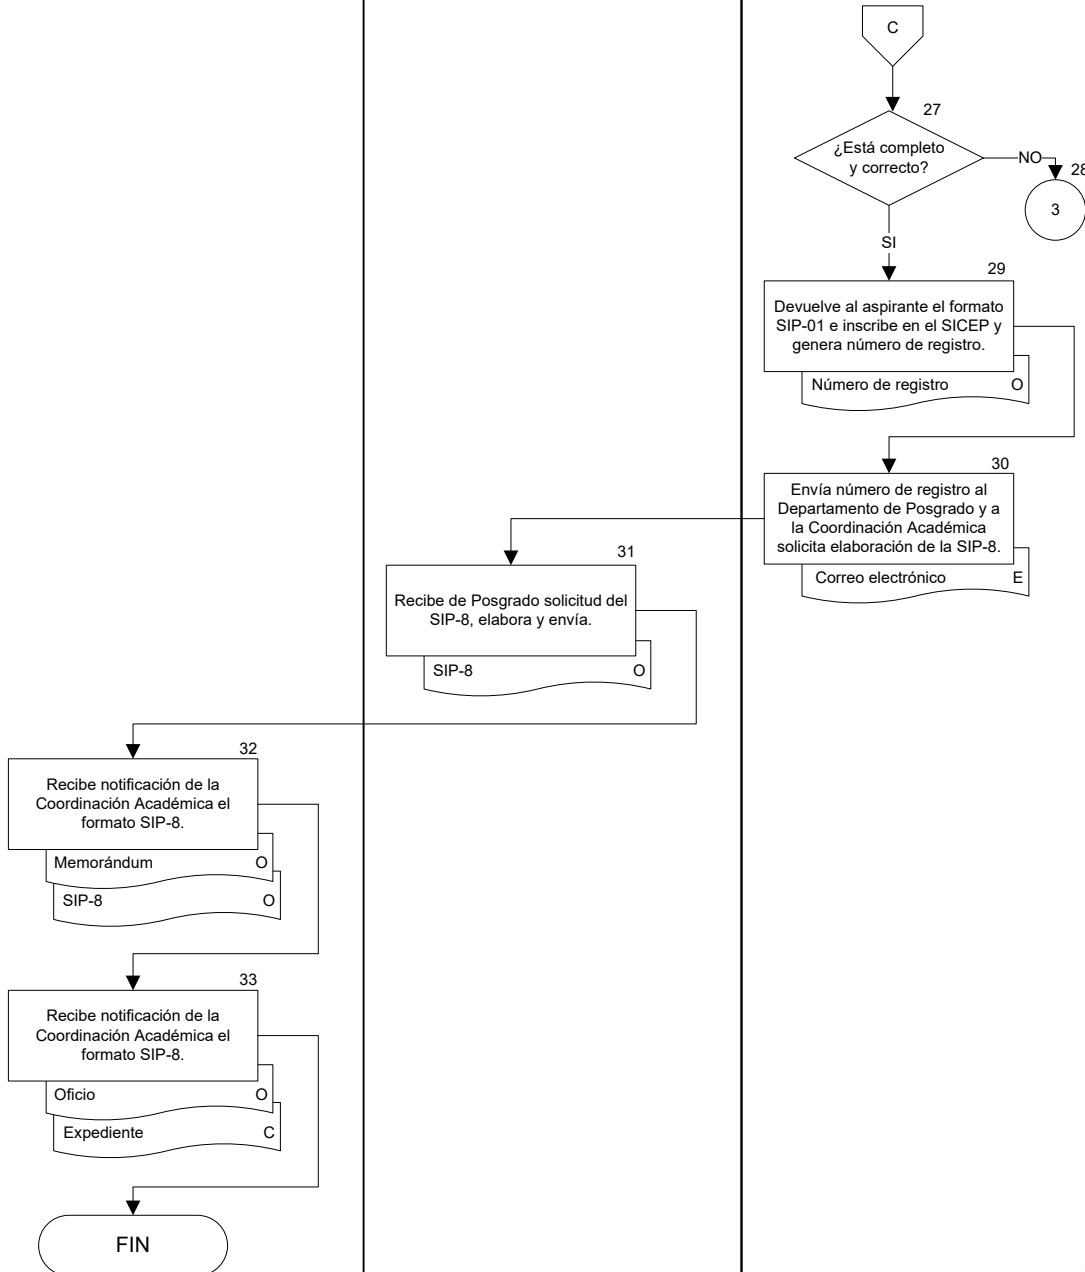 C
27
¿Está completo
y correcto?
NO
28
3
SI
29
Devuelve al aspirante el formato
SIP-01 e inscribe en el SICEP y
genera número de registro.
Número de registro O
30
Envía número de registro al
Departamento de Posgrado y a
la Coordinación Académica
solicita elaboración de la SIP-8.
Correo electrónico E
31
Recibe de Posgrado solicitud del
SIP-8, elabora y envía.
SIP-8 O
32
Recibe notificación de la
Coordinación Académica el
formato SIP-8.
Memorándum O
SIP-8 O
33
Recibe notificación de la
Coordinación Académica el
formato SIP-8.
Oficio O
Expediente C
FIN